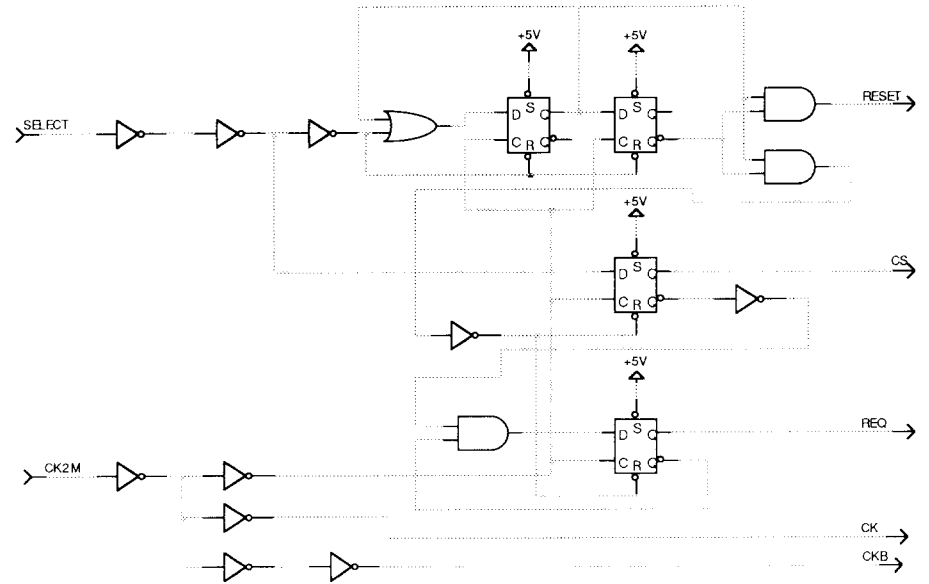 +5V +5V
SELECT
D S Q
C R Q
D S Q
C R Q
RESET
+5V
D S Q
C R Q
CS
+5V
D S Q
C R Q
REQ
CK2M
CK
CKB